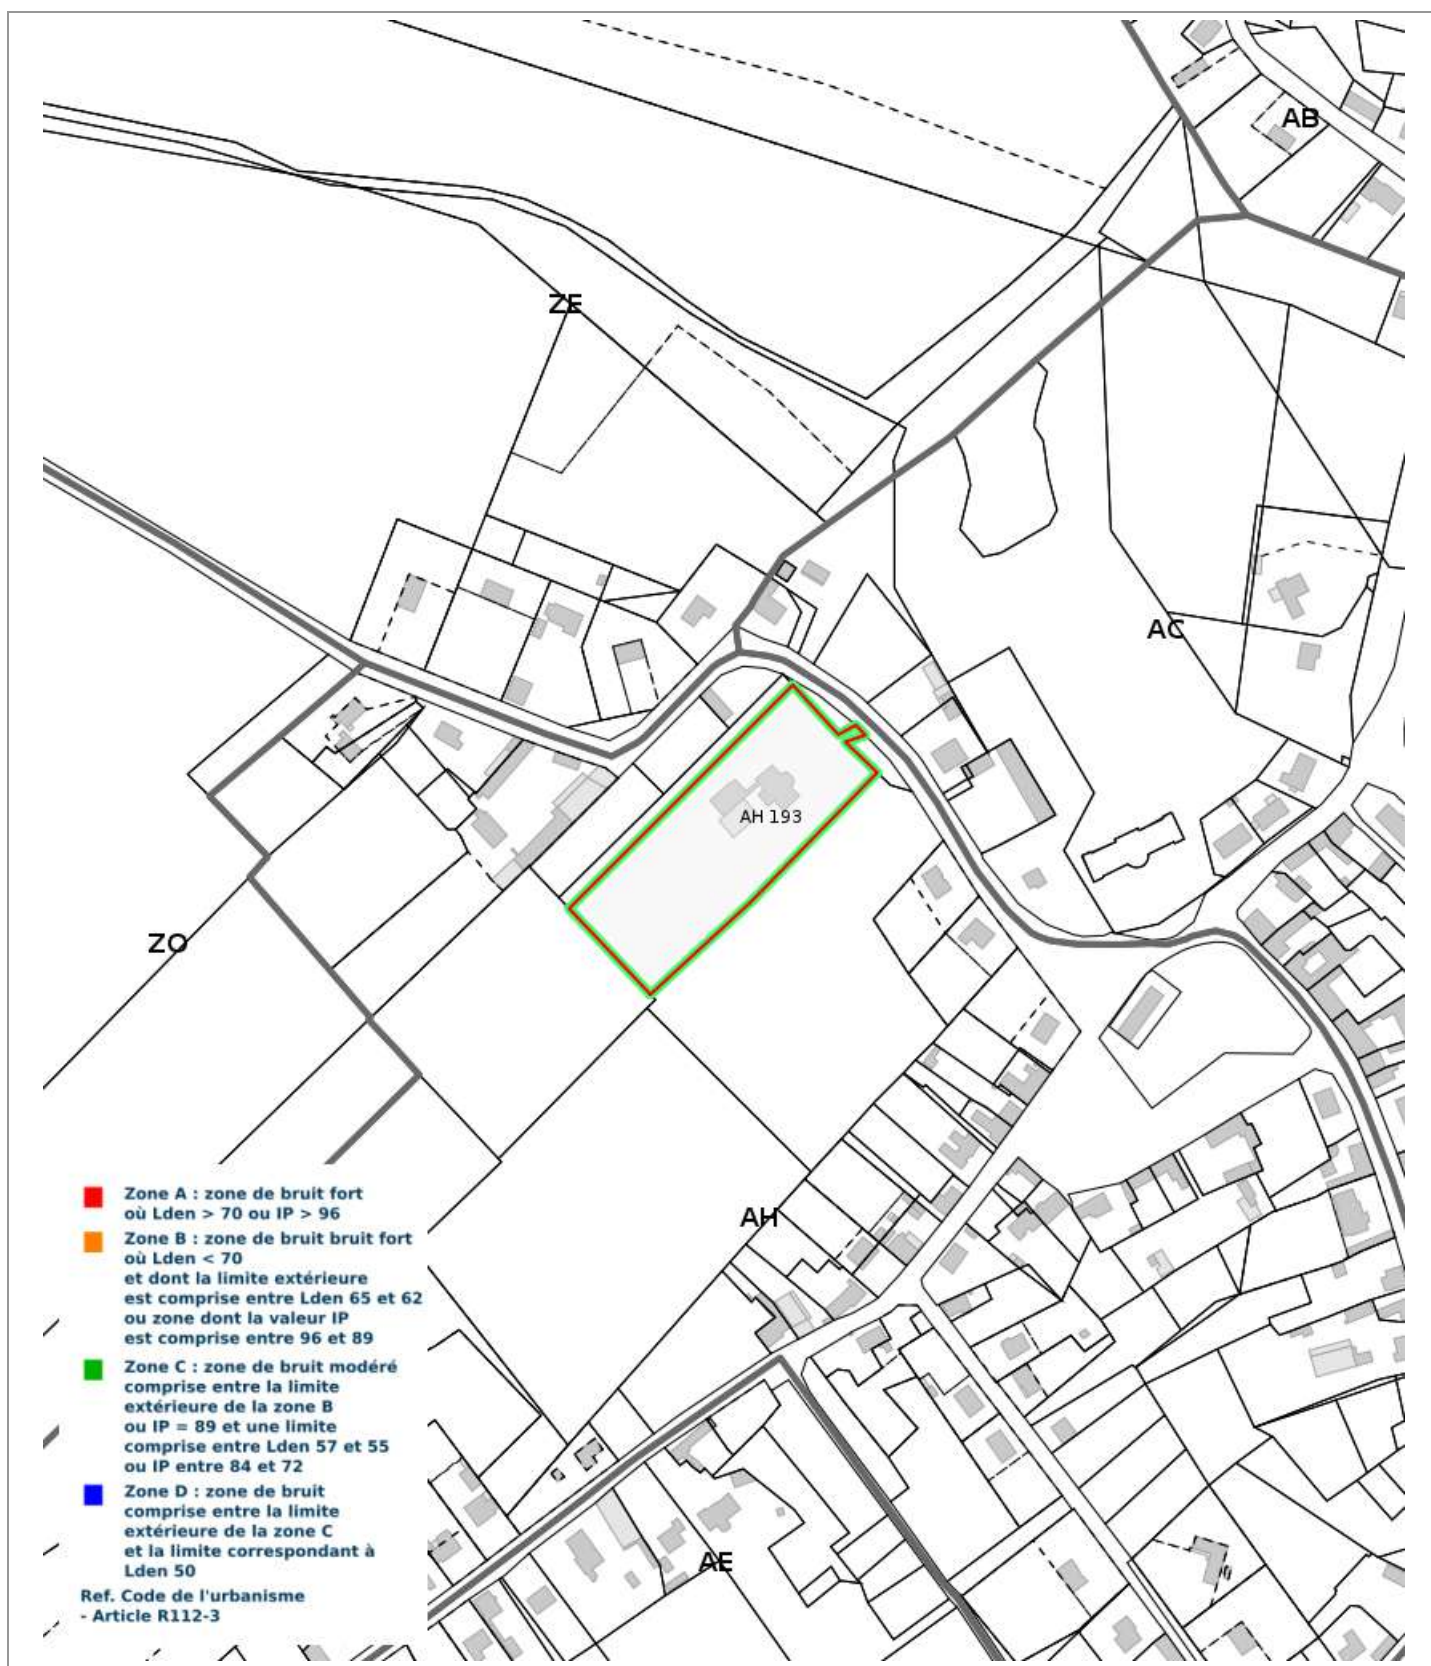 AB
ZE
AC
AH 193
ZO
AH
AE
Zone A : zone de bruit fort
où Lden > 70 ou IP > 96
Zone B : zone de bruit bruit fort
où Lden < 70
et dont la limite extérieure
est comprise entre Lden 65 et 62
ou zone dont la valeur IP
est comprise entre 96 et 89
Zone C : zone de bruit modéré
comprise entre la limite
extérieure de la zone B
ou IP = 89 et une limite
comprise entre Lden 57 et 55
ou IP entre 84 et 72
Zone D : zone de bruit
comprise entre la limite
extérieure de la zone C
et la limite correspondant à
Lden 50
Ref. Code de l'urbanisme
- Article R112-3